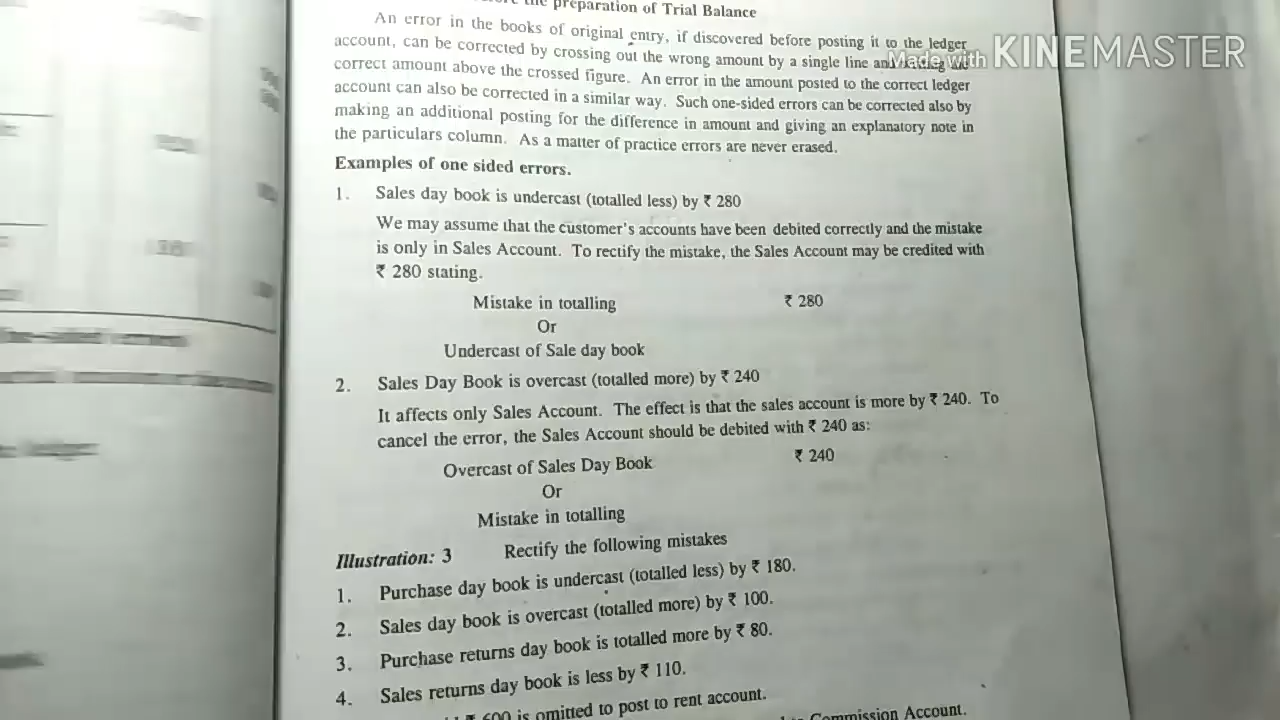 the preparation of Trial Balance
An error in the books of original entry, if discovered before posting it to the ledger
account, can be corrected by crossing out the wrong amount by a single line and
Made with KINEMASTER
correct amount above the crossed figure. An error in the amount posted to the correct ledger
account can also be corrected in a similar way. Such one-sided errors can be corrected also by
making an additional posting for the difference in amount and giving an explanatory note in
the particulars column. As a matter of practice errors are never erased.
Examples of one sided errors.
1. Sales day book is undercast (totalled less) by ₹ 280
We may assume that the customer's accounts have been debited correctly and the mistake
is only in Sales Account. To rectify the mistake, the Sales Account may be credited with
₹ 280 stating.
Mistake in totalling ₹ 280
Or
Undercast of Sale day book
2. Sales Day Book is overcast (totalled more) by ₹ 240
It affects only Sales Account. The effect is that the sales account is more by ₹ 240. To
cancel the error, the Sales Account should be debited with ₹ 240 as:
Overcast of Sales Day Book ₹ 240
Or
Mistake in totalling
Illustration: 3 Rectify the following mistakes
1. Purchase day book is undercast (totalled less) by ₹ 180.
2. Sales day book is overcast (totalled more) by ₹ 100.
3. Purchase returns day book is totalled more by ₹ 80.
4. Sales returns day book is less by ₹ 110.
₹ 600 is omitted to post to rent account.
Commission Account.